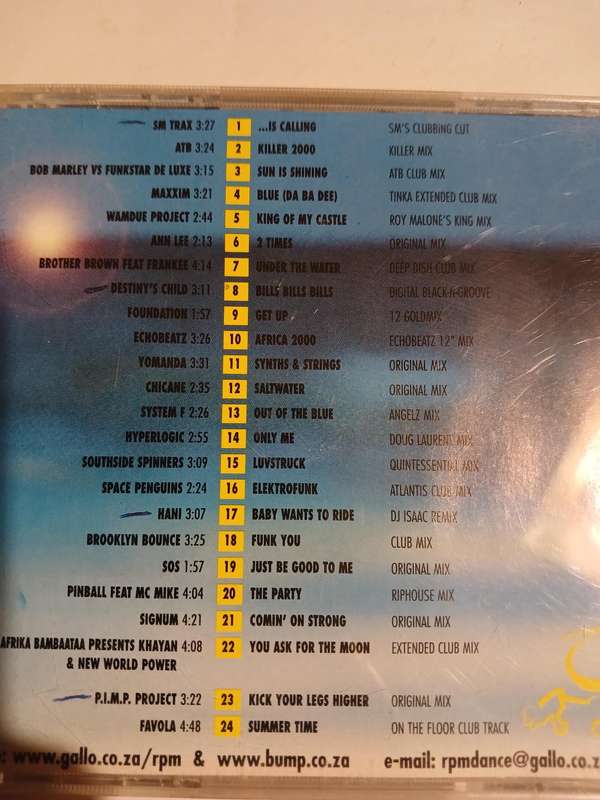 SM TRAX 3:27 1 ...IS CALLING SM'S CLUBBING CUT
ATB 3:24 2 KILLER 2000 KILLER MIX
BOB MARLEY VS FUNKSTAR DE LUXE 3:15 3 SUN IS SHINING ATB CLUB MIX
MAXXIM 3:21 4 BLUE (DA BA DEE) TINKA EXTENDED CLUB MIX
WAMDUE PROJECT 2:44 5 KING OF MY CASTLE ROY MALONE'S KING MIX
ANN LEE 2:13 6 2 TIMES ORIGINAL MIX
BROTHER BROWN FEAT FRANKEE 4:14 7 UNDER THE WATER DEEP DISH CLUB MIX
DESTINY'S CHILD 3:11 8 BILLS BILLS BILLS DIGITAL BLACK-N-GROOVE
FOUNDATION 1:57 9 GET UP 12 GOLDMIX
ECHOBEATZ 3:26 10 AFRICA 2000 ECHOBEATZ 12" MIX
YOMANDA 3:31 11 SYNTHS & STRINGS ORIGINAL MIX
CHICANE 2:35 12 SALTWATER ORIGINAL MIX
SYSTEM F 2:26 13 OUT OF THE BLUE ANGELZ MIX
HYPERLOGIC 2:55 14 ONLY ME DOUG LAURENT MIX
SOUTHSIDE SPINNERS 3:09 15 LUVSTRUCK QUINTESSENTIAL MIX
SPACE PENGUINS 2:24 16 ELEKTROFUNK ATLANTIS CLUB MIX
HANI 3:07 17 BABY WANTS TO RIDE DJ ISAAC REMIX
BROOKLYN BOUNCE 3:25 18 FUNK YOU CLUB MIX
SOS 1:57 19 JUST BE GOOD TO ME ORIGINAL MIX
PINBALL FEAT MC MIKE 4:04 20 THE PARTY RIPHOUSE MIX
SIGNUM 4:21 21 COMIN' ON STRONG ORIGINAL MIX
AFRIKA BAMBAATAA PRESENTS KHAYAN 4:08 22 YOU ASK FOR THE MOON EXTENDED CLUB MIX
& NEW WORLD POWER
P.I.M.P. PROJECT 3:22 23 KICK YOUR LEGS HIGHER ORIGINAL MIX
FAVOLA 4:48 24 SUMMER TIME ON THE FLOOR CLUB TRACK
www.gallo.co.za/rpm & www.bump.co.za e-mail: rpmdance@gallo.co.z